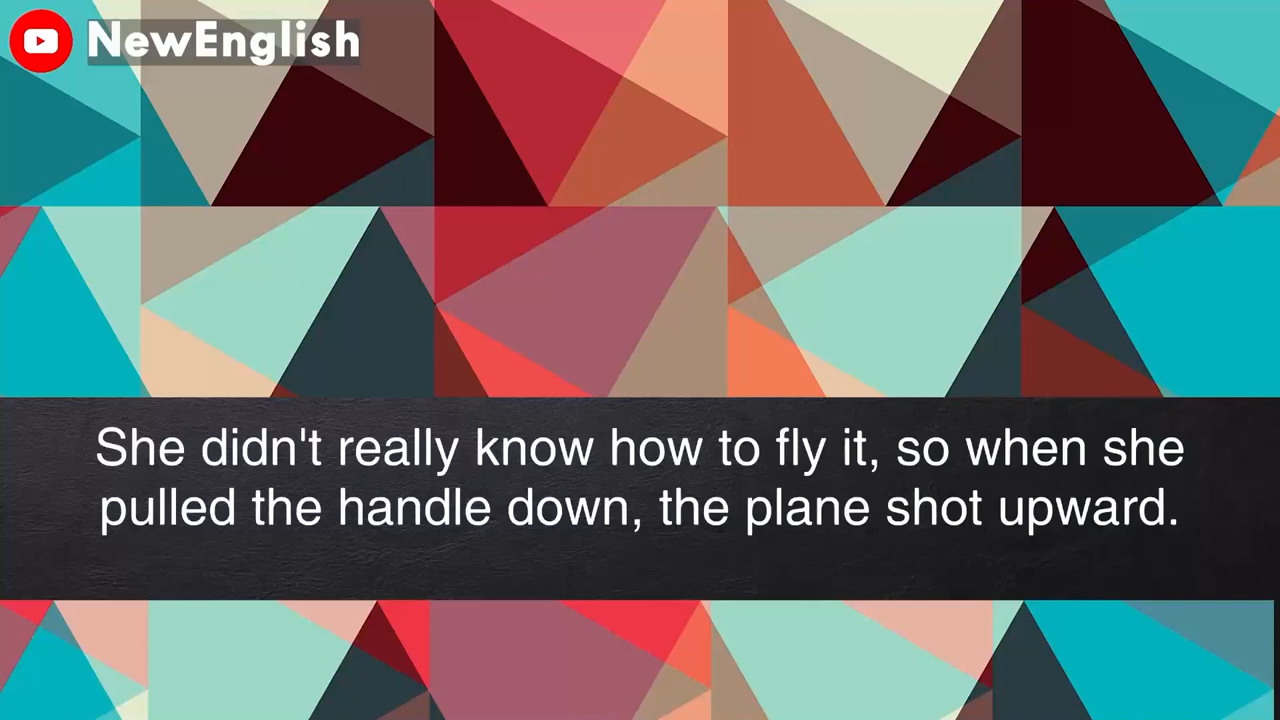 NewEnglish
She didn't really know how to fly it, so when she
pulled the handle down, the plane shot upward.